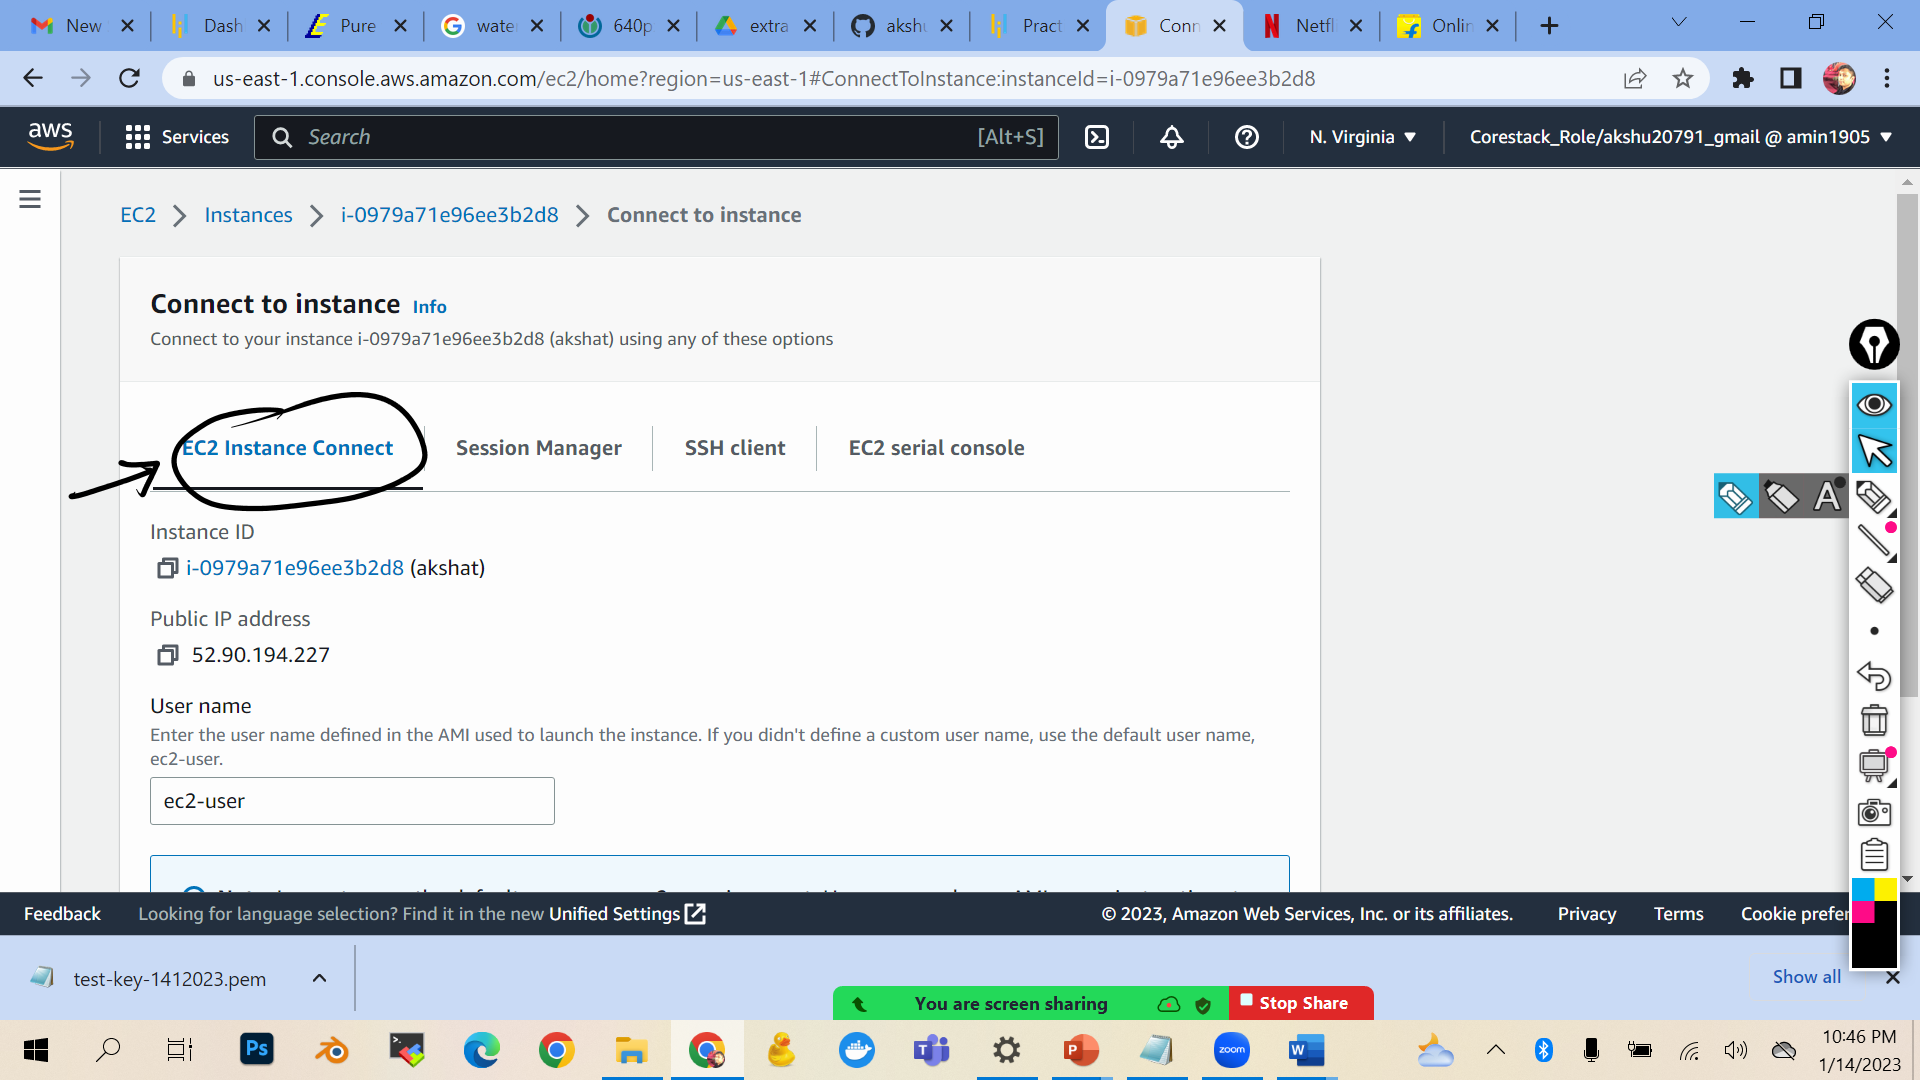 New
Dash
Pure
wate
640p
extra
akshu
Pract
Conn
Netfli
Onlin
us-east-1.console.aws.amazon.com/ec2/home?region=us-east-1#ConnectToInstance:instanceId=i-0979a71e96ee3b2d8
aws
Services
Search
[Alt+S]
N. Virginia
Corestack_Role/akshu20791_gmail @ amin1905
EC2
Instances
i-0979a71e96ee3b2d8
Connect to instance
Connect to instance Info
Connect to your instance i-0979a71e96ee3b2d8 (akshat) using any of these options
EC2 Instance Connect
Session Manager
SSH client
EC2 serial console
Instance ID
i-0979a71e96ee3b2d8 (akshat)
Public IP address
52.90.194.227
User name
Enter the user name defined in the AMI used to launch the instance. If you didn't define a custom user name, use the default user name,
ec2-user.
ec2-user
A
Feedback
Looking for language selection? Find it in the new Unified Settings
© 2023, Amazon Web Services, Inc. or its affiliates.
Privacy
Terms
Cookie prefer
test-key-1412023.pem
Show all
You are screen sharing
Stop Share
Ps
P
zoom
W
10:46 PM
1/14/2023